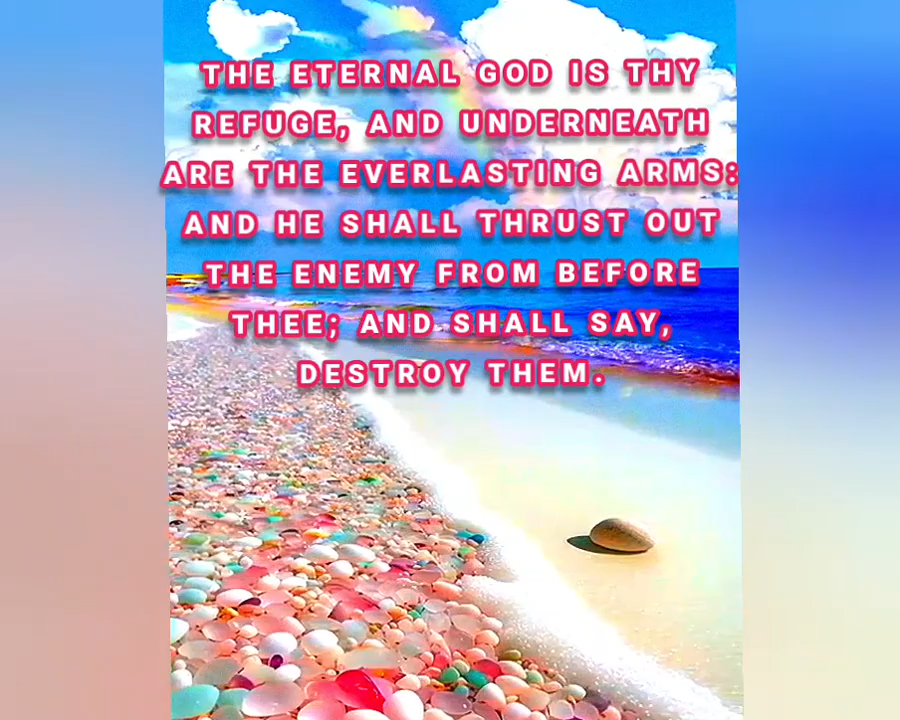 THE ETERNAL GOD IS THY
REFUGE, AND UNDERNEATH
ARE THE EVERLASTING ARMS:
AND HE SHALL THRUST OUT
THE ENEMY FROM BEFORE
THEE; AND SHALL SAY,
DESTROY THEM.